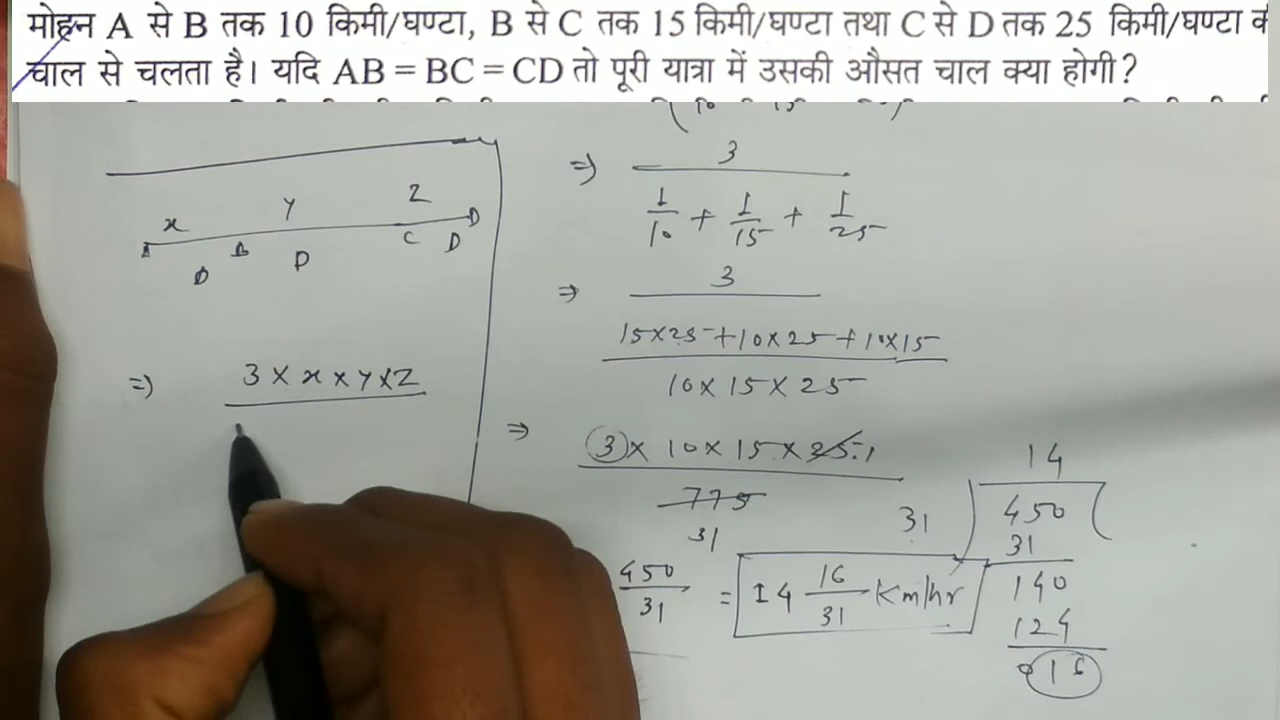 मोहन A से B तक 10 किमी/घण्टा, B से C तक 15 किमी/घण्टा तथा C से D तक 25 किमी/घण्टा
चाल से चलता है। यदि AB = BC = CD तो पूरी यात्रा में उसकी औसत चाल क्या होगी?
x y z
A B C D
D D D
⇒ 3 × x × y × z
⇒ 3
1/10 + 1/15 + 1/25
⇒ 3
15×25+10×25+10×15
10 × 15 × 25
⇒ 3 × 10 × 15 × 25 1
775
31
450/31 = 14 16/31 Km/hr
14
31 ) 450 (
31
140
124
016